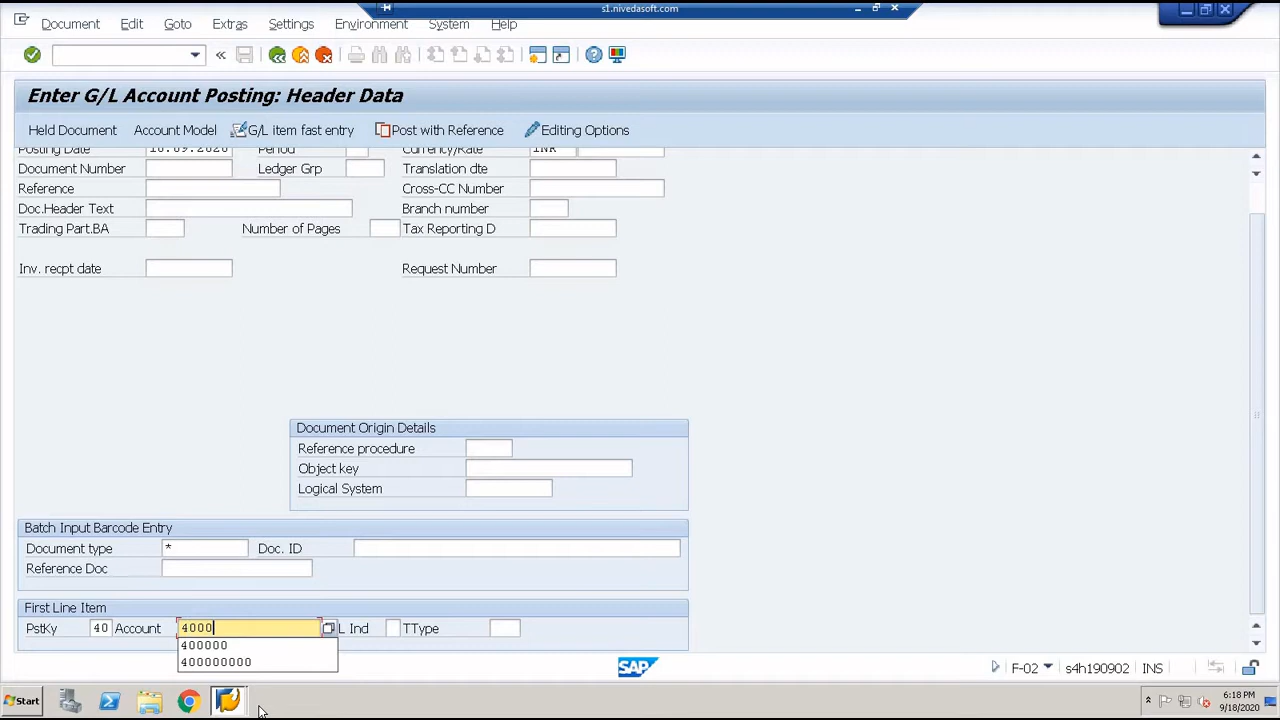 s1.nivedasoft.com
Document Edit Goto Extras Settings Environment System Help
Enter G/L Account Posting: Header Data
Held Document Account Model G/L item fast entry Post with Reference Editing Options
Posting Date Period Currency/Rate INR
Document Number Ledger Grp Translation dte
Reference Cross-CC Number
Doc.Header Text Branch number
Trading Part.BA Number of Pages Tax Reporting D
Inv. recpt date Request Number
Document Origin Details
Reference procedure
Object key
Logical System
Batch Input Barcode Entry
Document type * Doc. ID
Reference Doc
First Line Item
PstKy 40 Account 4000 L Ind TType
400000
400000000
SAP F-02 s4h190902 INS
Start 6:18 PM
9/18/2020